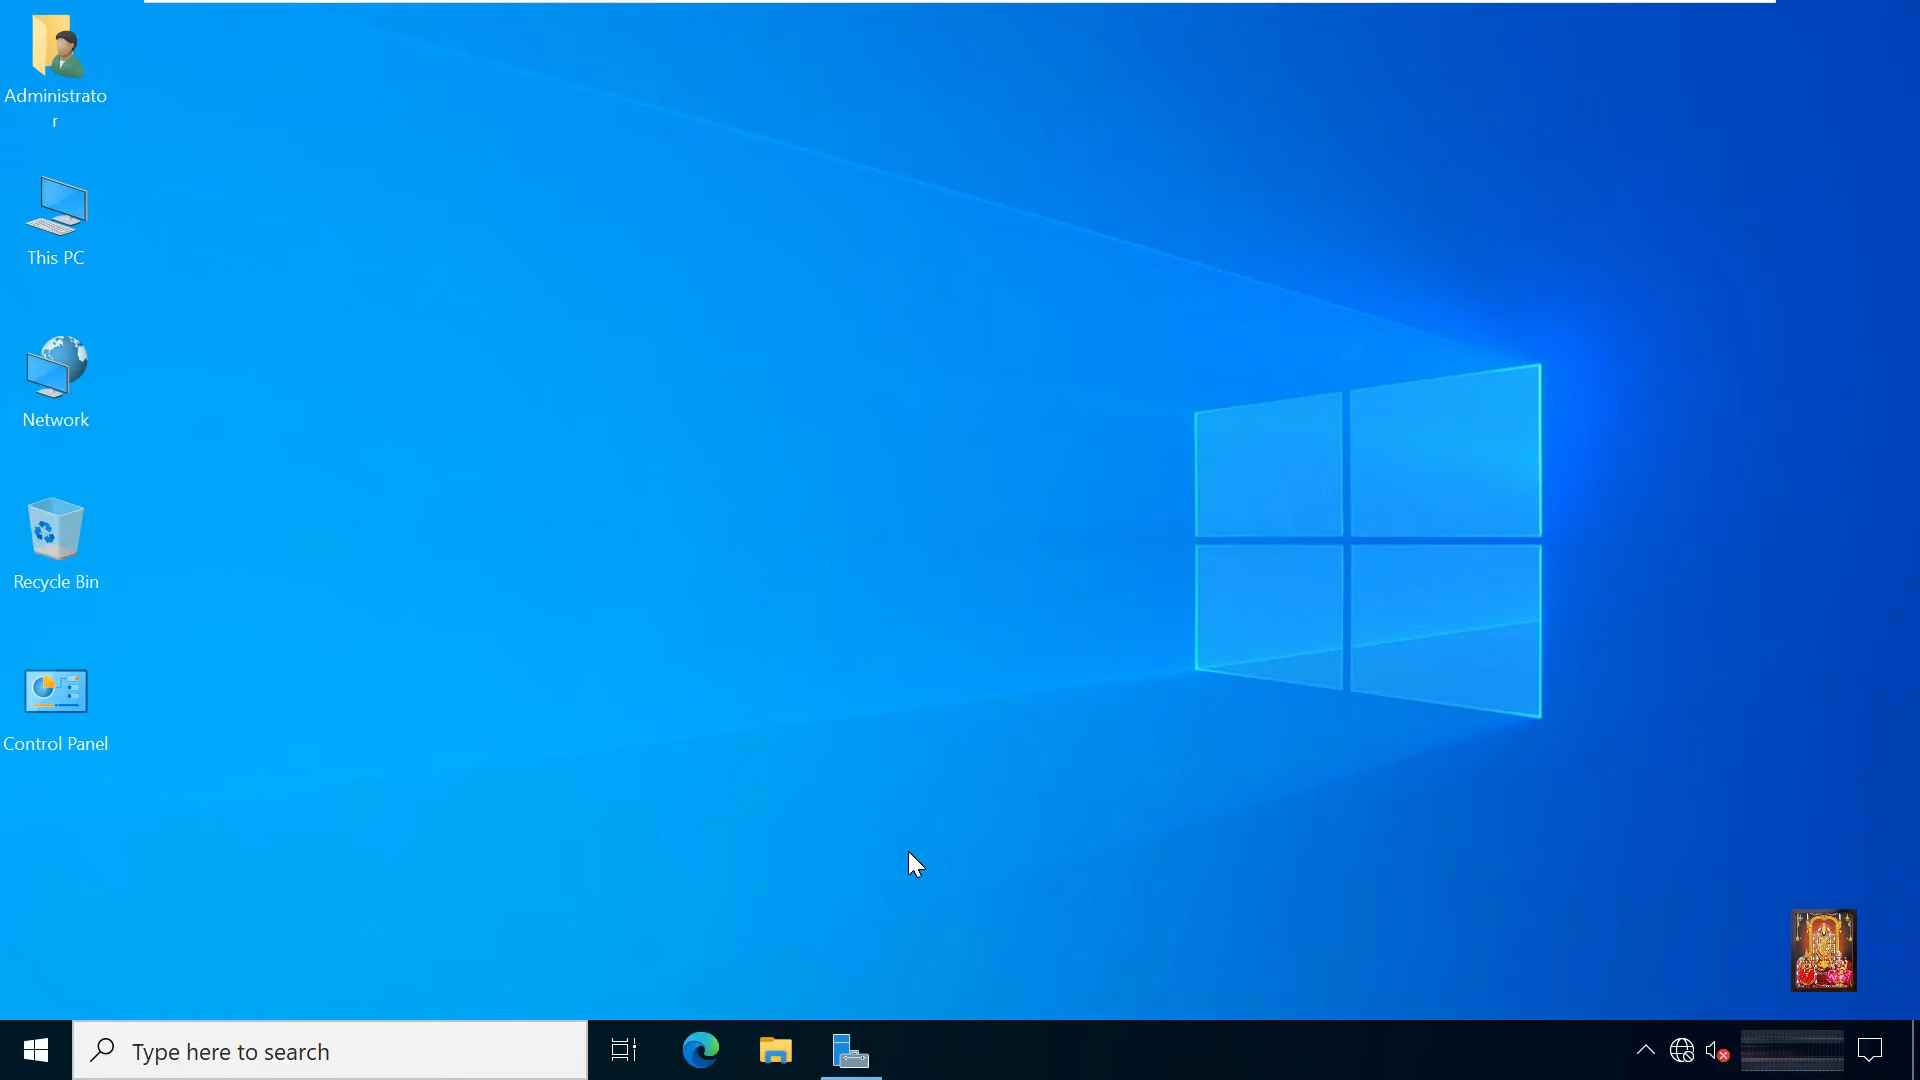 Administrato
r
This PC
Network
Recycle Bin
Control Panel
Type here to search